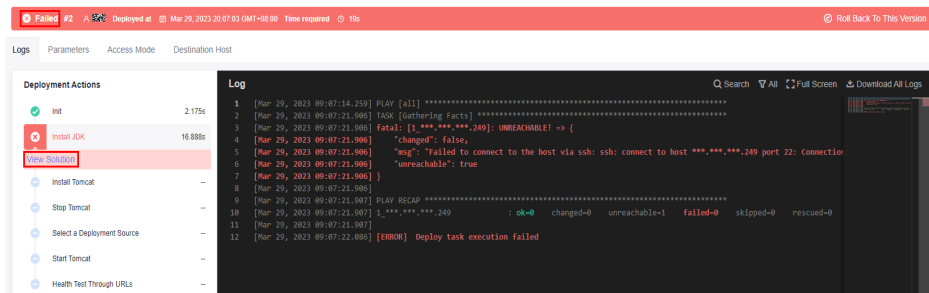 Failed #2 Deployed at Mar 29, 2023 20:07:03 GMT+08:00 Time required 19s Roll Back To This Version
Logs Parameters Access Mode Destination Host
Deployment Actions
Init 2.175s
Install JDK 16.888s
View Solution
Install Tomcat --
Stop Tomcat --
Select a Deployment Source --
Start Tomcat --
Health Test Through URLs --
Log Search All Full Screen Download All Logs
1 [Mar 29, 2023 09:07:14.259] PLAY [all] **********************************************************************
2 [Mar 29, 2023 09:07:21.906] TASK [Gathering Facts] **********************************************************
3 [Mar 29, 2023 09:07:21.906] fatal: [1_***.***.***.249]: UNREACHABLE! => {
4 [Mar 29, 2023 09:07:21.906] "changed": false,
5 [Mar 29, 2023 09:07:21.906] "msg": "Failed to connect to the host via ssh: ssh: connect to host ***.***.***.249 port 22: Connection
6 [Mar 29, 2023 09:07:21.906] "unreachable": true
7 [Mar 29, 2023 09:07:21.906] }
8 [Mar 29, 2023 09:07:21.906]
9 [Mar 29, 2023 09:07:21.907] PLAY RECAP **********************************************************************
10 [Mar 29, 2023 09:07:21.907] 1_***.***.***.249 : ok=0 changed=0 unreachable=1 failed=0 skipped=0 rescued=0
11 [Mar 29, 2023 09:07:21.907]
12 [Mar 29, 2023 09:07:22.086] [ERROR] Deploy task execution failed